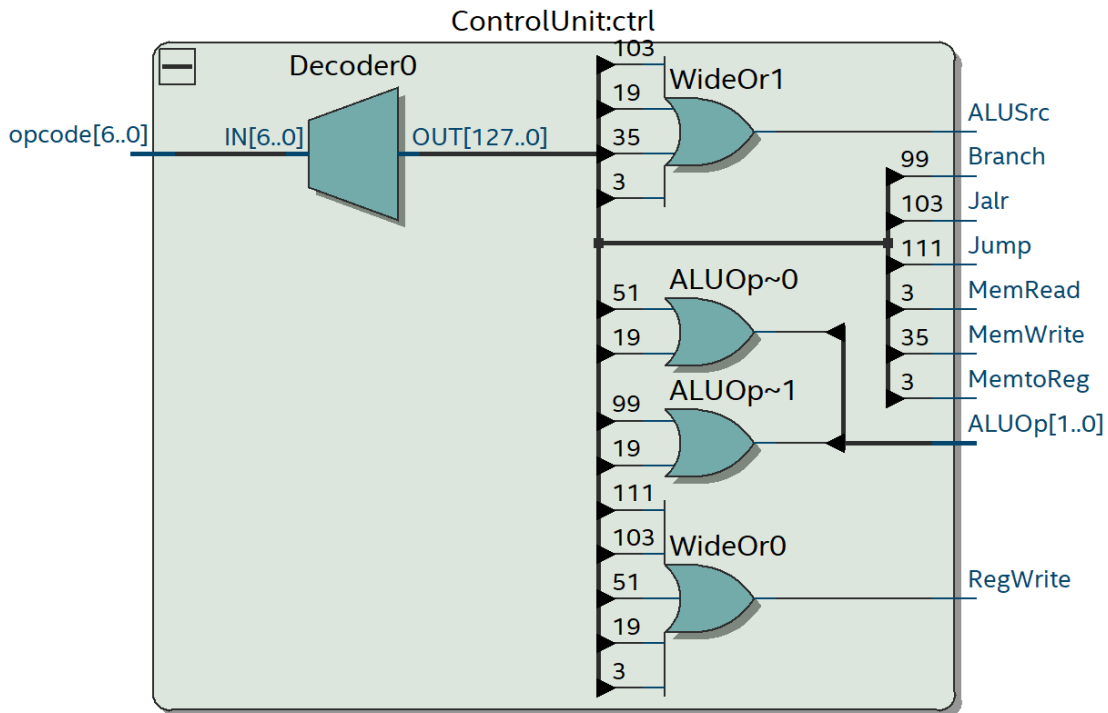 ControlUnit:ctrl
Decoder0
opcode[6..0]
IN[6..0]
OUT[127..0]
103
19
35
3
WideOr1
ALUSrc
99
Branch
103
Jalr
111
Jump
3
MemRead
35
MemWrite
3
MemtoReg
51
19
ALUOp~0
99
19
ALUOp~1
ALUOp[1..0]
111
103
51
19
3
WideOr0
RegWrite